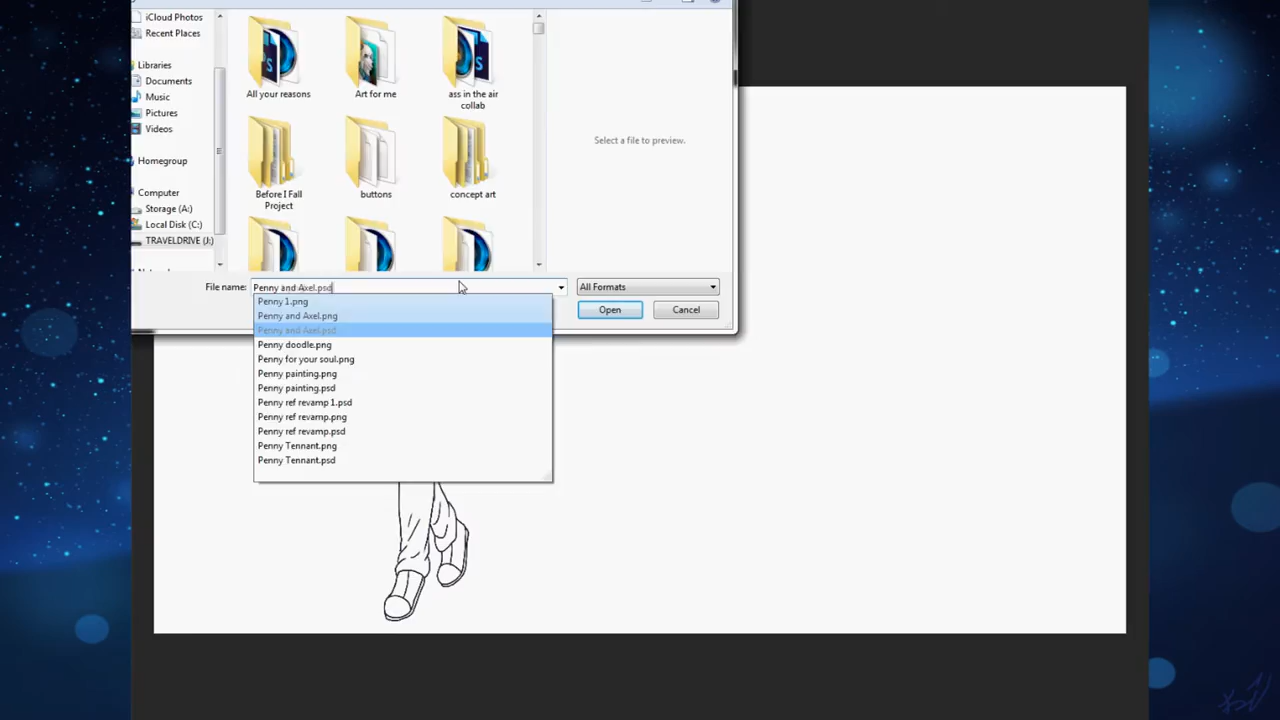 iCloud Photos
Recent Places
Libraries
Documents
Music
Pictures
Videos
Homegroup
Computer
Storage (A:)
Local Disk (C:)
TRAVELDRIVE (J:)
All your reasons
Art for me
ass in the air
collab
Before I Fall
Project
buttons
concept art
Select a file to preview.
File name:
Penny and Axel.psd
All Formats
Open
Cancel
Penny 1.png
Penny and Axel.png
Penny and Axel.psd
Penny doodle.png
Penny for your soul.png
Penny painting.png
Penny painting.psd
Penny ref revamp 1.psd
Penny ref revamp.png
Penny ref revamp.psd
Penny Tennant.png
Penny Tennant.psd